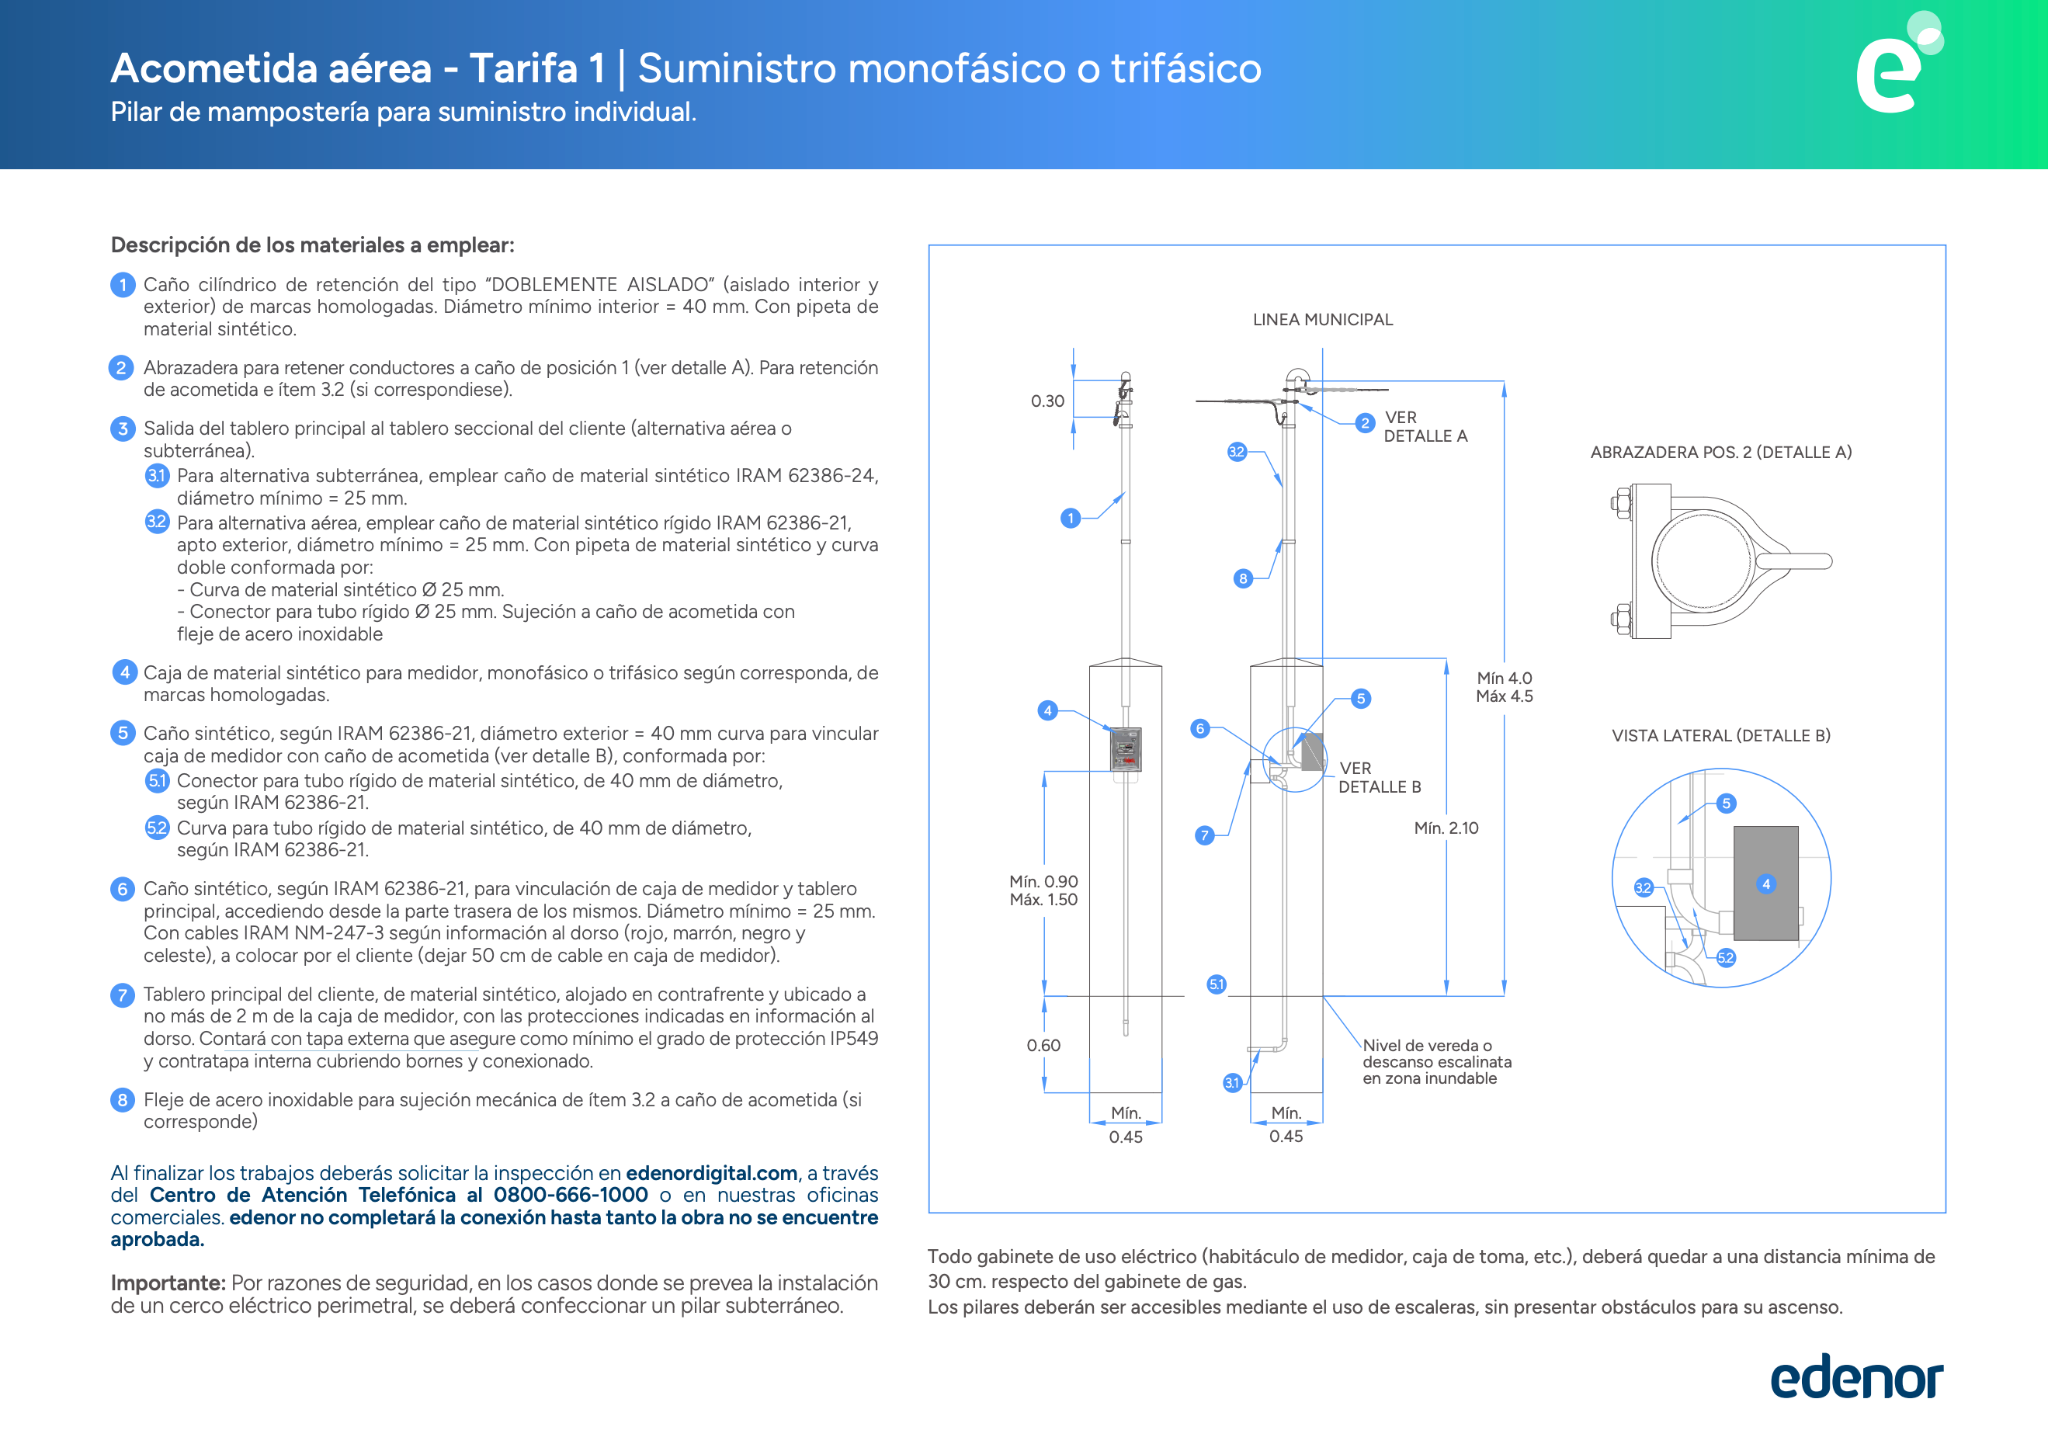 Acometida aérea - Tarifa 1 | Suministro monofásico o trifásico
Pilar de mampostería para suministro individual.
e
Descripción de los materiales a emplear:
1 Caño cilíndrico de retención del tipo “DOBLEMENTE AISLADO” (aislado interior y
exterior) de marcas homologadas. Diámetro mínimo interior = 40 mm. Con pipeta de
material sintético.
2 Abrazadera para retener conductores a caño de posición 1 (ver detalle A). Para retención
de acometida e ítem 3.2 (si correspondiese).
3 Salida del tablero principal al tablero seccional del cliente (alternativa aérea o
subterránea).
3.1 Para alternativa subterránea, emplear caño de material sintético IRAM 62386-24,
diámetro mínimo = 25 mm.
3.2 Para alternativa aérea, emplear caño de material sintético rígido IRAM 62386-21,
apto exterior, diámetro mínimo = 25 mm. Con pipeta de material sintético y curva
doble conformada por:
- Curva de material sintético Ø 25 mm.
- Conector para tubo rígido Ø 25 mm. Sujeción a caño de acometida con
fleje de acero inoxidable
4 Caja de material sintético para medidor, monofásico o trifásico según corresponda, de
marcas homologadas.
5 Caño sintético, según IRAM 62386-21, diámetro exterior = 40 mm curva para vincular
caja de medidor con caño de acometida (ver detalle B), conformada por:
5.1 Conector para tubo rígido de material sintético, de 40 mm de diámetro,
según IRAM 62386-21.
5.2 Curva para tubo rígido de material sintético, de 40 mm de diámetro,
según IRAM 62386-21.
6 Caño sintético, según IRAM 62386-21, para vinculación de caja de medidor y tablero
principal, accediendo desde la parte trasera de los mismos. Diámetro mínimo = 25 mm.
Con cables IRAM NM-247-3 según información al dorso (rojo, marrón, negro y
celeste), a colocar por el cliente (dejar 50 cm de cable en caja de medidor).
7 Tablero principal del cliente, de material sintético, alojado en contrafrente y ubicado a
no más de 2 m de la caja de medidor, con las protecciones indicadas en información al
dorso. Contará con tapa externa que asegure como mínimo el grado de protección IP549
y contratapa interna cubriendo bornes y conexionado.
8 Fleje de acero inoxidable para sujeción mecánica de ítem 3.2 a caño de acometida (si
corresponde)
Al finalizar los trabajos deberás solicitar la inspección en edenordigital.com, a través
del Centro de Atención Telefónica al 0800-666-1000 o en nuestras oficinas
comerciales. edenor no completará la conexión hasta tanto la obra no se encuentre
aprobada.
Importante: Por razones de seguridad, en los casos donde se prevea la instalación
de un cerco eléctrico perimetral, se deberá confeccionar un pilar subterráneo.
LINEA MUNICIPAL
0.30
2 VER
DETALLE A
3.2
1
8
ABRAZADERA POS. 2 (DETALLE A)
Mín 4.0
Máx 4.5
4
5
6
VER
DETALLE B
7
Mín. 2.10
Mín. 0.90
Máx. 1.50
VISTA LATERAL (DETALLE B)
5
4
3.2
5.2
5.1
0.60
3.1
Nivel de vereda o
descanso escalinata
en zona inundable
Mín.
0.45
Mín.
0.45
Todo gabinete de uso eléctrico (habitáculo de medidor, caja de toma, etc.), deberá quedar a una distancia mínima de
30 cm. respecto del gabinete de gas.
Los pilares deberán ser accesibles mediante el uso de escaleras, sin presentar obstáculos para su ascenso.
edenor